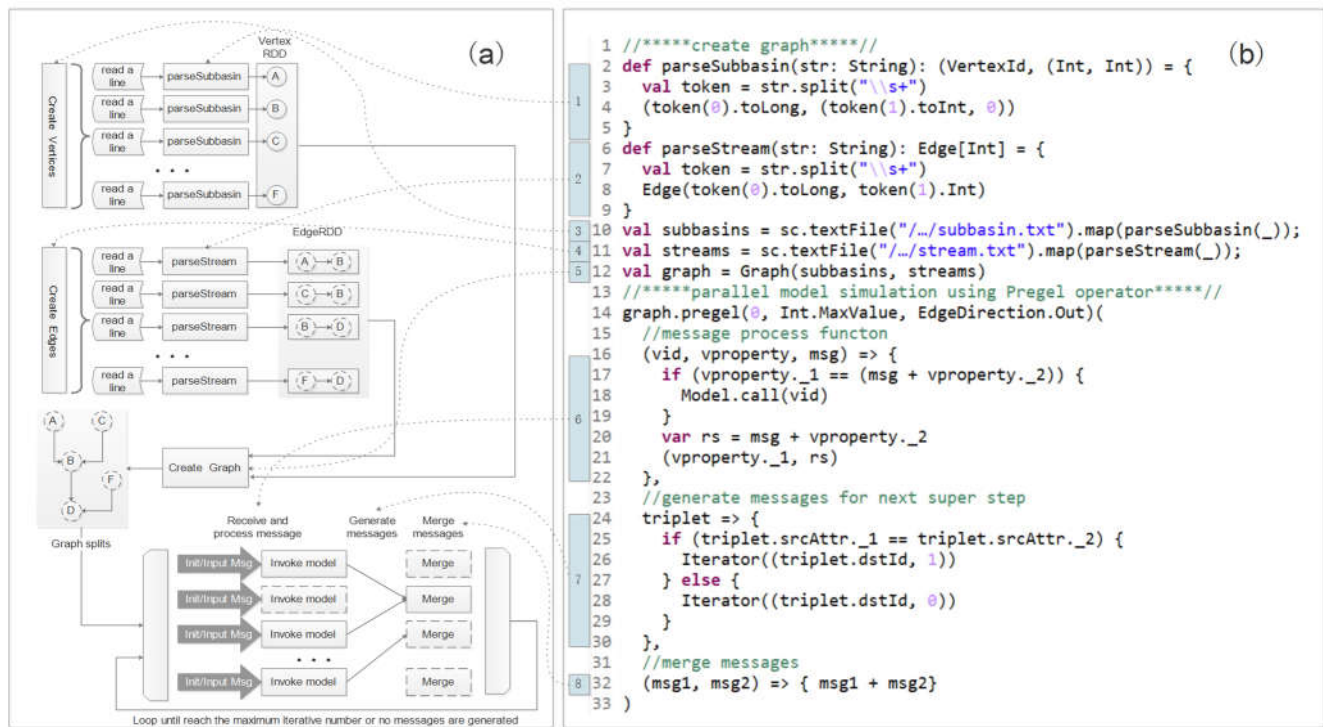 (a)
Vertex
RDD
Create Vertices
read a
line
parseSubbasin
A
read a
line
parseSubbasin
B
read a
line
parseSubbasin
C
. . .
read a
line
parseSubbasin
F
EdgeRDD
Create Edges
read a
line
parseStream
A
B
read a
line
parseStream
C
B
read a
line
parseStream
B
D
. . .
read a
line
parseStream
F
D
A
C
B
F
D
Create Graph
Graph splits
Receive and
process message
Generate
messages
Merge
messages
Init/Input Msg
Invoke model
Merge
Init/Input Msg
Invoke model
Merge
Init/Input Msg
Invoke model
Merge
. . .
Init/Input Msg
Invoke model
Merge
Loop until reach the maximum iterative number or no messages are generated
(b)
1
2
3
4
5
6
7
8
1 //*****create graph*****//
2 def parseSubbasin(str: String): (VertexId, (Int, Int)) = {
3 val token = str.split("\\s+")
4 (token(0).toLong, (token(1).toInt, 0))
5 }
6 def parseStream(str: String): Edge[Int] = {
7 val token = str.split("\\s+")
8 Edge(token(0).toLong, token(1).Int)
9 }
10 val subbasins = sc.textFile("/…/subbasin.txt").map(parseSubbasin(_));
11 val streams = sc.textFile("/…/stream.txt").map(parseStream(_));
12 val graph = Graph(subbasins, streams)
13 //*****parallel model simulation using Pregel operator*****//
14 graph.pregel(0, Int.MaxValue, EdgeDirection.Out)(
15 //message process functon
16 (vid, vproperty, msg) => {
17 if (vproperty._1 == (msg + vproperty._2)) {
18 Model.call(vid)
19 }
20 var rs = msg + vproperty._2
21 (vproperty._1, rs)
22 },
23 //generate messages for next super step
24 triplet => {
25 if (triplet.srcAttr._1 == triplet.srcAttr._2) {
26 Iterator((triplet.dstId, 1))
27 } else {
28 Iterator((triplet.dstId, 0))
29 }
30 },
31 //merge messages
32 (msg1, msg2) => { msg1 + msg2}
33 )